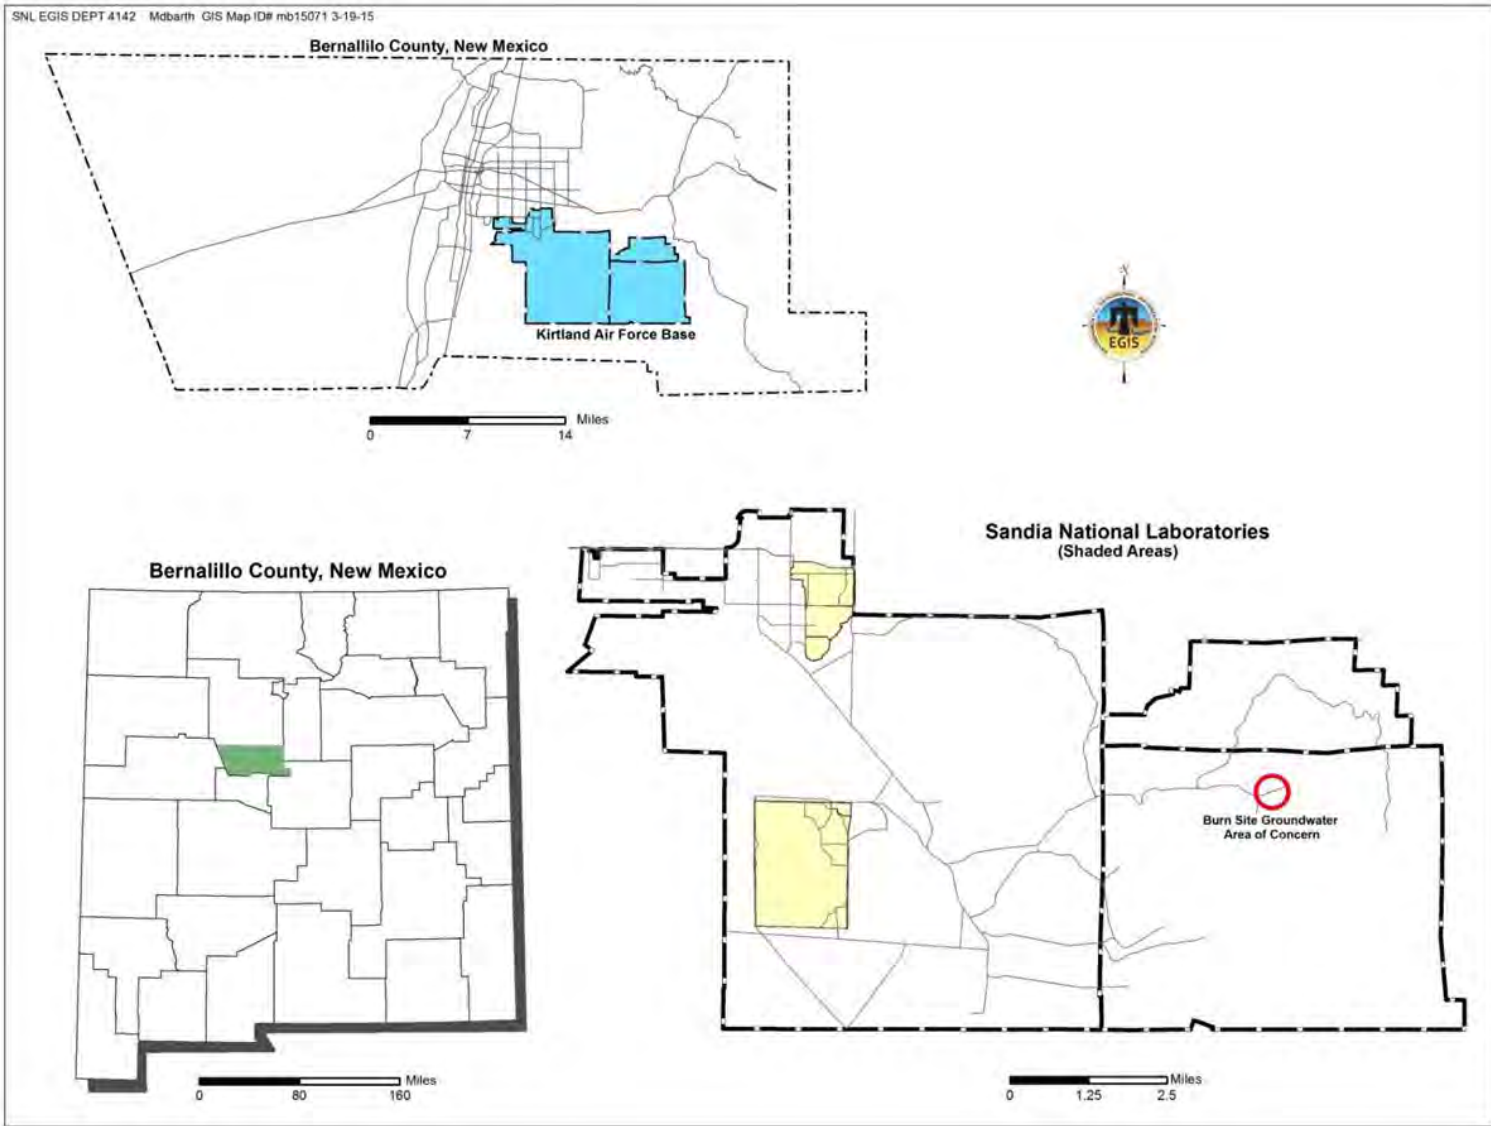 SNL EGIS DEPT 4142 Mdbarth GIS Map ID# mb15071 3-19-15
Bernallilo County, New Mexico
Kirtland Air Force Base
Miles
0 7 14
N
EGIS
Sandia National Laboratories
(Shaded Areas)
Bernalillo County, New Mexico
Burn Site Groundwater
Area of Concern
Miles
0 80 160
Miles
0 1.25 2.5